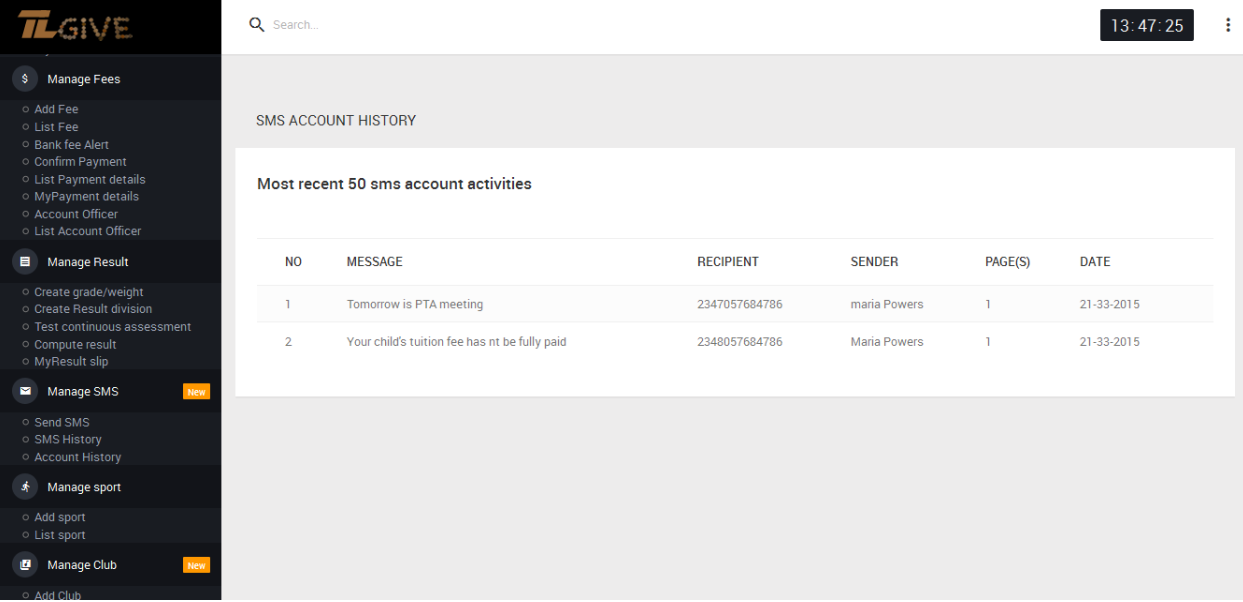 TLGIVE
Search...
13:47:25
Manage Fees
Add Fee
List Fee
Bank fee Alert
Confirm Payment
List Payment details
MyPayment details
Account Officer
List Account Officer
Manage Result
Create grade/weight
Create Result division
Test continuous assessment
Compute result
MyResult slip
Manage SMS New
Send SMS
SMS History
Account History
Manage sport
Add sport
List sport
Manage Club New
Add Club
SMS ACCOUNT HISTORY
Most recent 50 sms account activities
NO MESSAGE RECIPIENT SENDER PAGE(S) DATE
1 Tomorrow is PTA meeting 2347057684786 maria Powers 1 21-33-2015
2 Your child's tuition fee has nt be fully paid 2348057684786 Maria Powers 1 21-33-2015